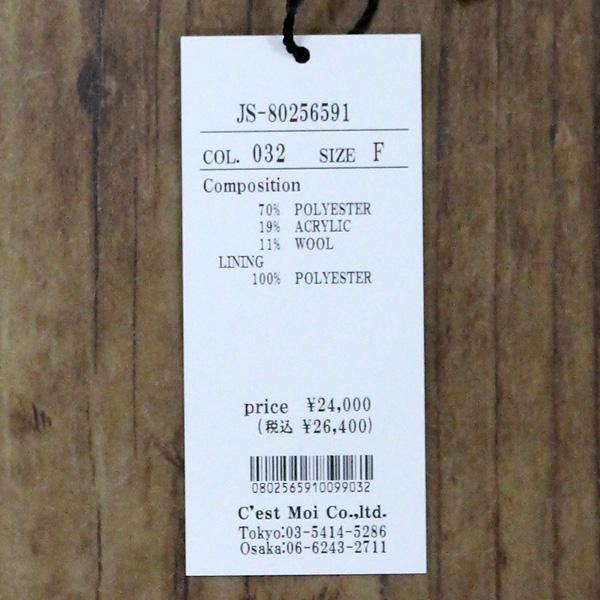 JS-80256591
COL. 032 SIZE F
Composition
70% POLYESTER
19% ACRYLIC
11% WOOL
LINING
100% POLYESTER
price ¥24,000
(税込 ¥26,400)
0802565910099032
C'est Moi Co.,ltd.
Tokyo:03-5414-5286
Osaka:06-6243-2711